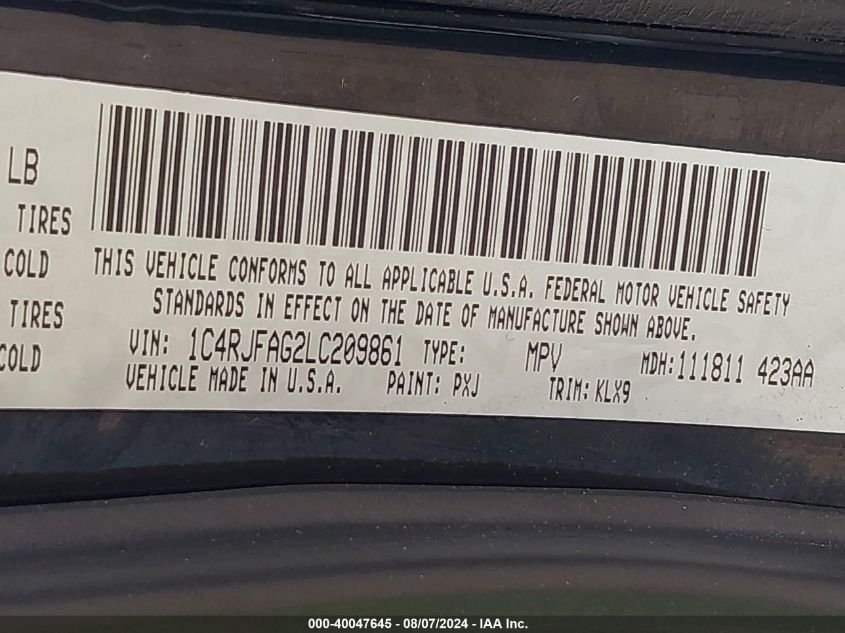 LB
TIRES
COLD
TIRES
COLD
THIS VEHICLE CONFORMS TO ALL APPLICABLE U.S.A. FEDERAL MOTOR VEHICLE SAFETY
STANDARDS IN EFFECT ON THE DATE OF MANUFACTURE SHOWN ABOVE.
VIN: 1C4RJFAG2LC209861 TYPE: MPV MDH:111811 423AA
VEHICLE MADE IN U.S.A. PAINT: PXJ TRIM: KLX9
000-40047645 - 08/07/2024 - IAA Inc.